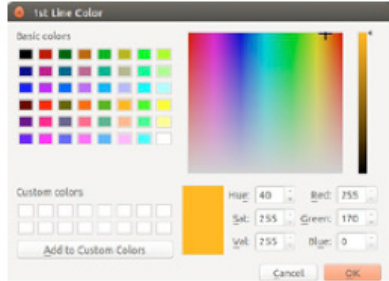 1st Line Color
Basic colors
Custom colors
Add to Custom Colors
Hue: 40 Red: 255
Sat: 255 Green: 170
Val: 255 Blue: 0
Cancel OK